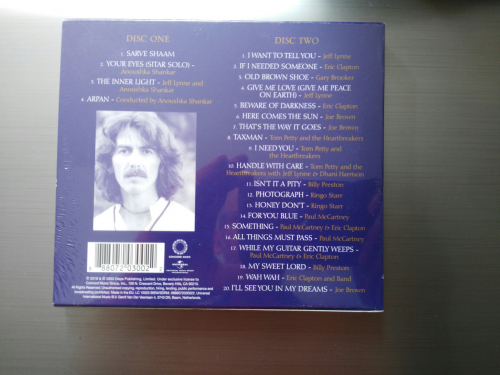 DISC ONE
1. SARVE SHAAM
2. YOUR EYES (SITAR SOLO) -
Anoushka Shankar
3. THE INNER LIGHT - Jeff Lynne and
Anoushka Shankar
4. ARPAN - Conducted by Anoushka Shankar
DISC TWO
1. I WANT TO TELL YOU - Jeff Lynne
2. IF I NEEDED SOMEONE - Eric Clapton
3. OLD BROWN SHOE - Gary Brooker
4. GIVE ME LOVE (GIVE ME PEACE
ON EARTH) - Jeff Lynne
5. BEWARE OF DARKNESS - Eric Clapton
6. HERE COMES THE SUN - Joe Brown
7. THAT'S THE WAY IT GOES - Joe Brown
8. TAXMAN - Tom Petty and the Heartbreakers
9. I NEED YOU - Tom Petty and
the Heartbreakers
10. HANDLE WITH CARE - Tom Petty and the
Heartbreakers with Jeff Lynne & Dhani Harrison
11. ISN'T IT A PITY - Billy Preston
12. PHOTOGRAPH - Ringo Starr
13. HONEY DON'T - Ringo Starr
14. FOR YOU BLUE - Paul McCartney
15. SOMETHING - Paul McCartney & Eric Clapton
16. ALL THINGS MUST PASS - Paul McCartney
17. WHILE MY GUITAR GENTLY WEEPS -
Paul McCartney & Eric Clapton
18. MY SWEET LORD - Billy Preston
19. WAH WAH - Eric Clapton and Band
20. I'LL SEE YOU IN MY DREAMS - Joe Brown
88072 03002